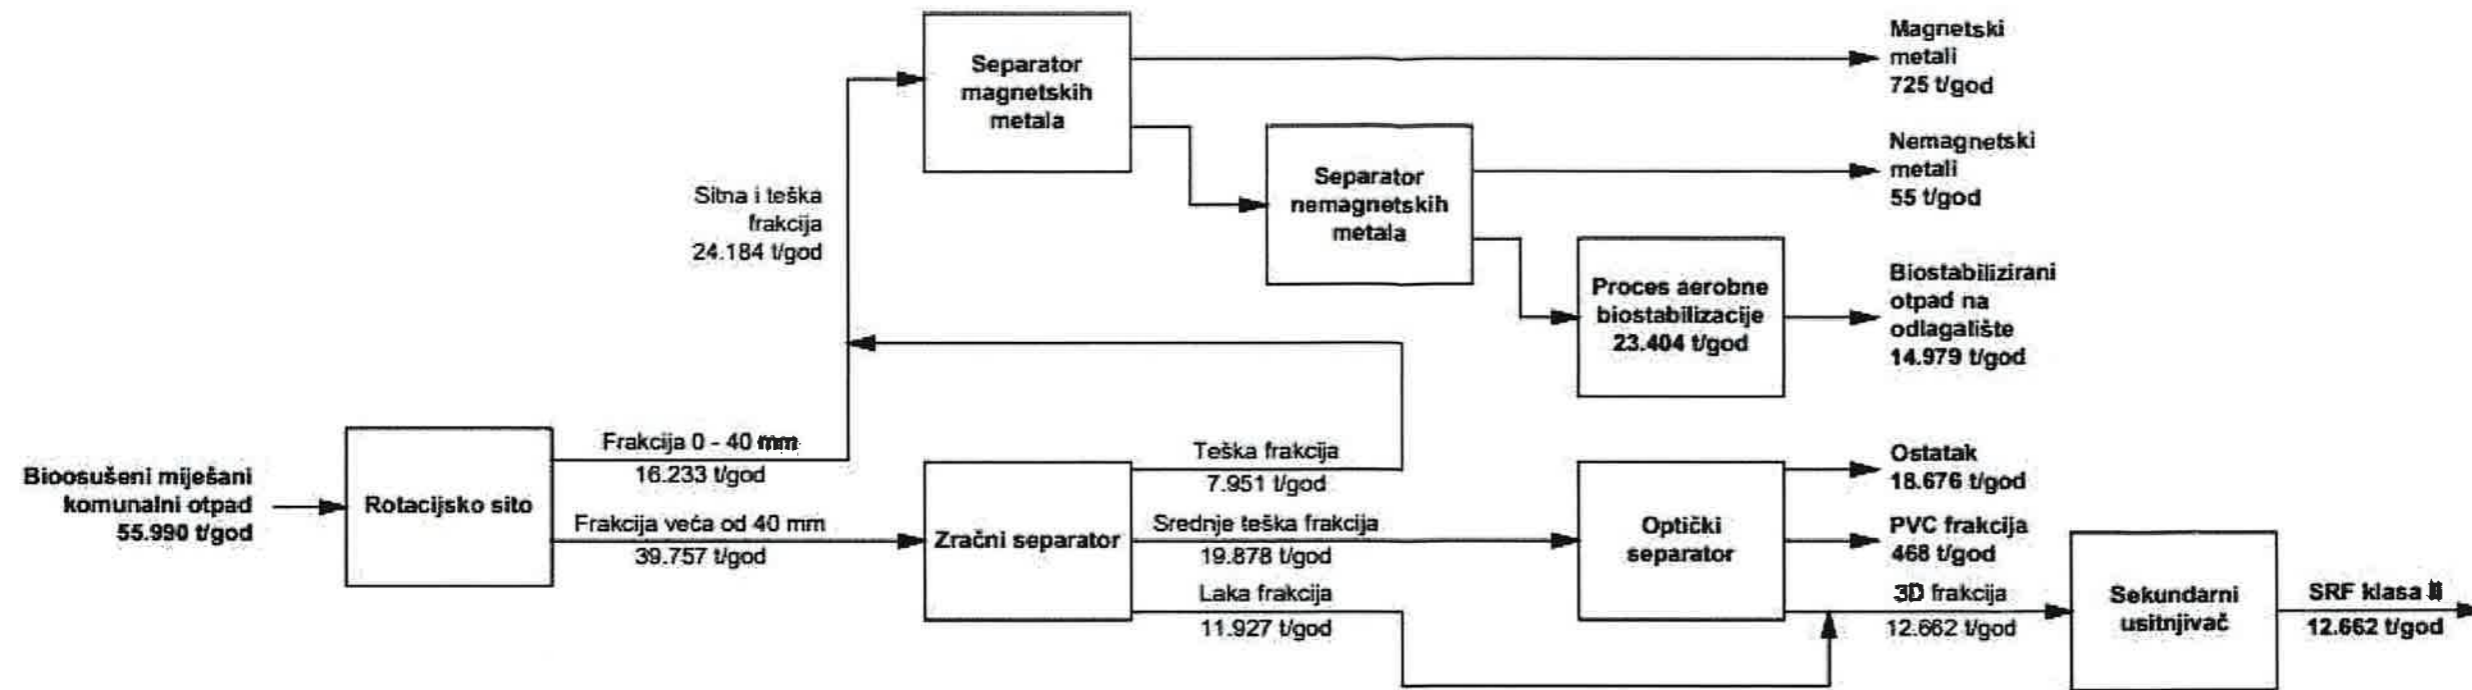 Magnetski
metali
725 t/god
Separator
magnetskih
metala
Nemagnetski
metali
55 t/god
Separator
nemagnetskih
metala
Sitna i teška
frakcija
24.184 t/god
Biostabilizirani
otpad na
odlagalište
14.979 t/god
Proces aerobne
biostabilizacije
23.404 t/god
Bioosušeni miješani
komunalni otpad
55.990 t/god
Rotacijsko sito
Frakcija 0 - 40 mm
16.233 t/god
Frakcija veća od 40 mm
39.757 t/god
Zračni separator
Teška frakcija
7.951 t/god
Srednje teška frakcija
19.878 t/god
Laka frakcija
11.927 t/god
Optički
separator
Ostatak
18.676 t/god
PVC frakcija
468 t/god
3D frakcija
12.662 t/god
Sekundarni
usitnjivač
SRF klasa
12.662 t/god